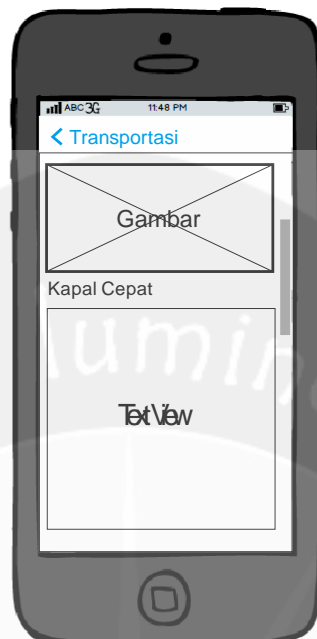 ABC 3G 11:48 PM
Transportasi
Gambar
Kapal Cepat
Text View